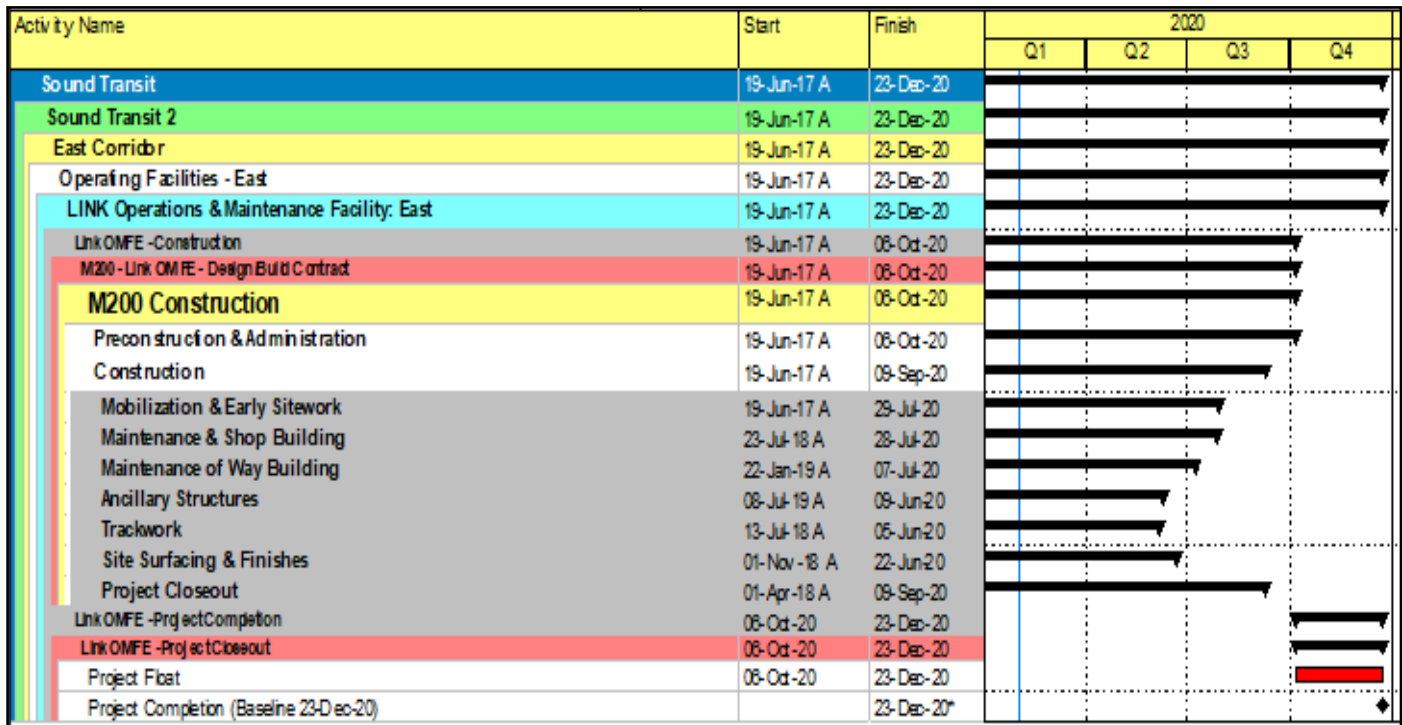 Activity Name Start Finish 2020
Q1 Q2 Q3 Q4
Sound Transit 19-Jun-17 A 23-Dec-20
Sound Transit 2 19-Jun-17 A 23-Dec-20
East Corridor 19-Jun-17 A 23-Dec-20
Operating Facilities - East 19-Jun-17 A 23-Dec-20
LINK Operations & Maintenance Facility: East 19-Jun-17 A 23-Dec-20
Link OMFE - Construction 19-Jun-17 A 06-Oct-20
M200 - Link OMFE - Design Build Contract 19-Jun-17 A 06-Oct-20
M200 Construction 19-Jun-17 A 06-Oct-20
Preconstruction & Administration 19-Jun-17 A 06-Oct-20
Construction 19-Jun-17 A 09-Sep-20
Mobilization & Early Sitework 19-Jun-17 A 29-Jul-20
Maintenance & Shop Building 23-Jul-18 A 28-Jul-20
Maintenance of Way Building 22-Jan-19 A 07-Jul-20
Ancillary Structures 08-Jul-19 A 09-Jun-20
Trackwork 13-Jul-18 A 05-Jun-20
Site Surfacing & Finishes 01-Nov-18 A 22-Jun-20
Project Closeout 01-Apr-18 A 09-Sep-20
Link OMFE - Project Completion 06-Oct-20 23-Dec-20
Link OMFE - Project Closeout 06-Oct-20 23-Dec-20
Project Float 06-Oct-20 23-Dec-20
Project Completion (Baseline 23-Dec-20) 23-Dec-20*